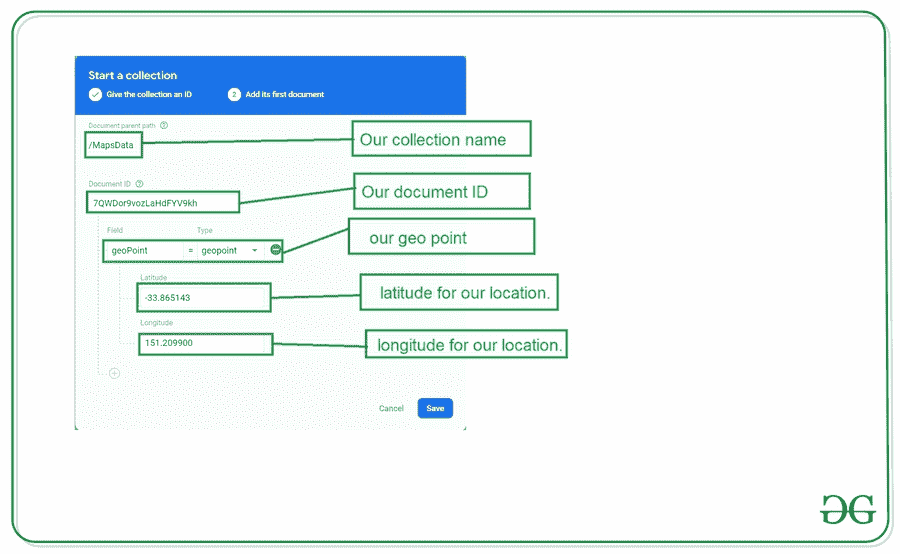 Start a collection
Give the collection an ID
2 Add its first document
Document parent path
/MapsData
Our collection name
Document ID
7QWDor9vozLaHdFYV9kh
Our document ID
Field Type
geoPoint = geopoint
our geo point
Latitude
-33.865143
latitude for our location.
Longitude
151.209900
longitude for our location.
Cancel Save